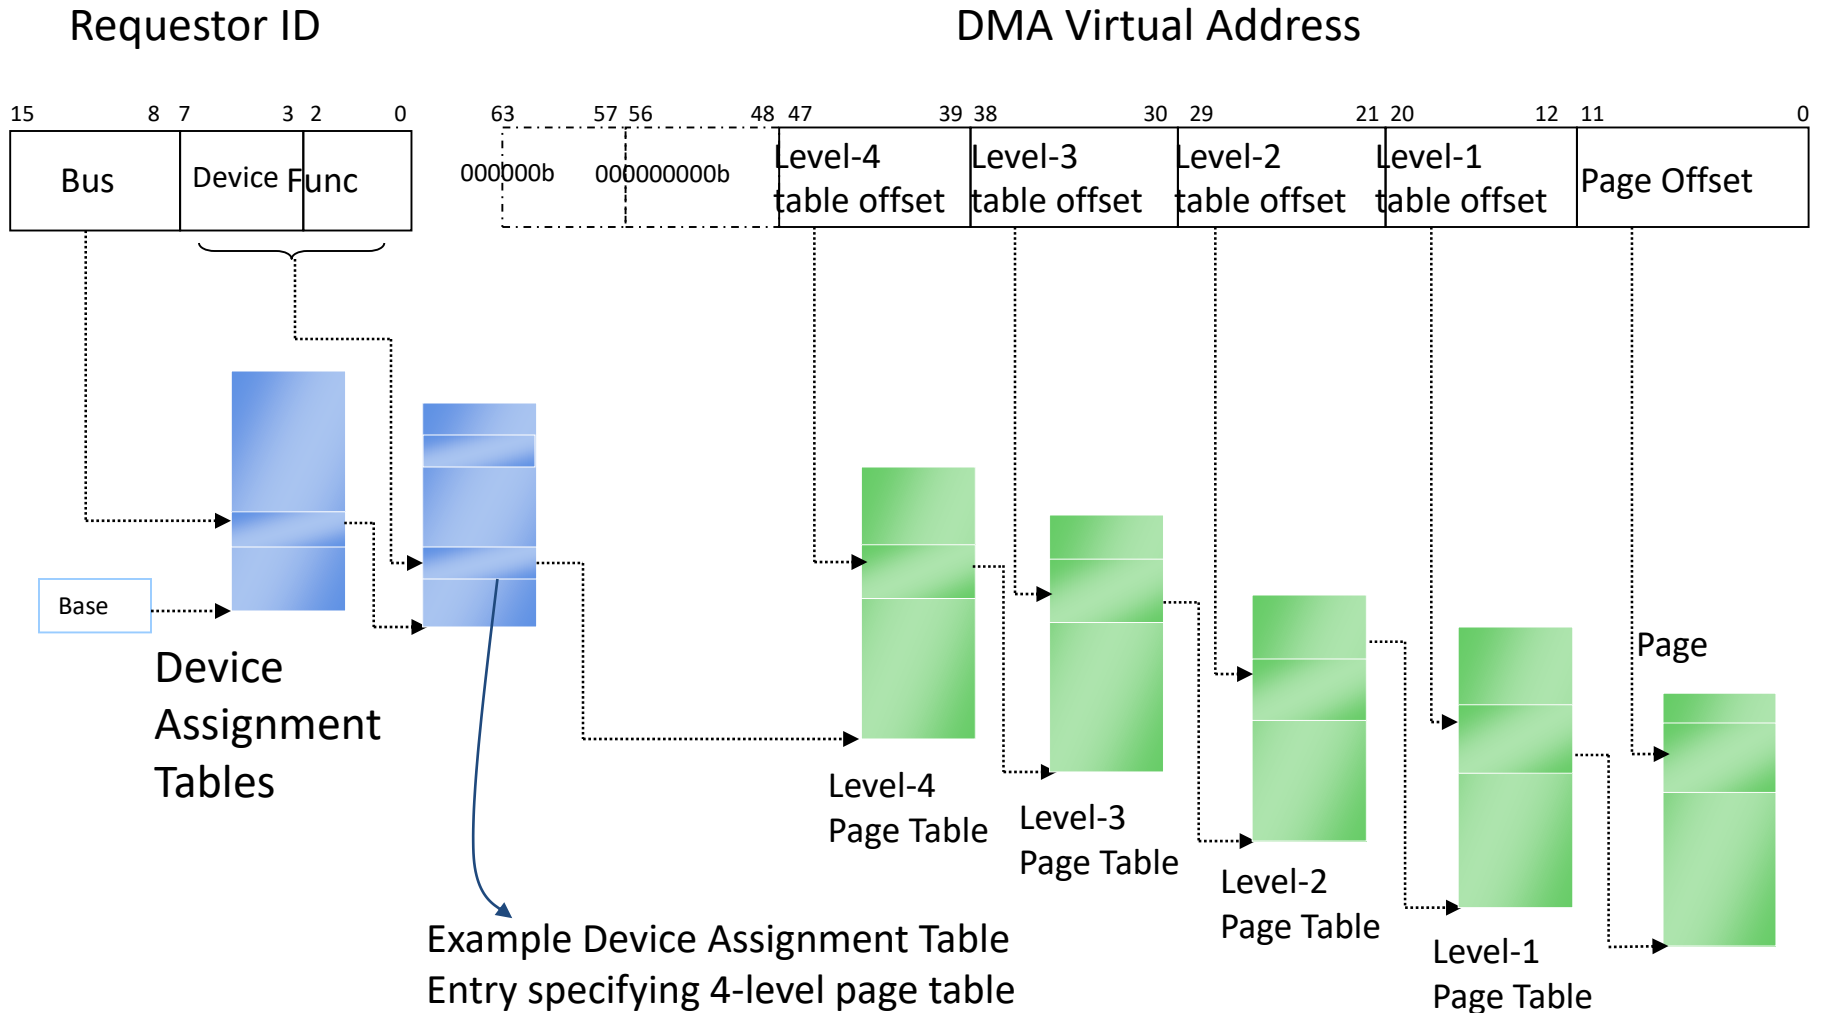 Requestor ID
DMA Virtual Address
15 8 7 3 2 0
63 57 56 48 47 39 38 30 29 21 20 12 11 0
Bus
Device
Func
000000b
000000000b
Level-4
table offset
Level-3
table offset
Level-2
table offset
Level-1
table offset
Page Offset
Base
Device
Assignment
Tables
Page
Level-4
Page Table
Level-3
Page Table
Level-2
Page Table
Level-1
Page Table
Example Device Assignment Table
Entry specifying 4-level page table